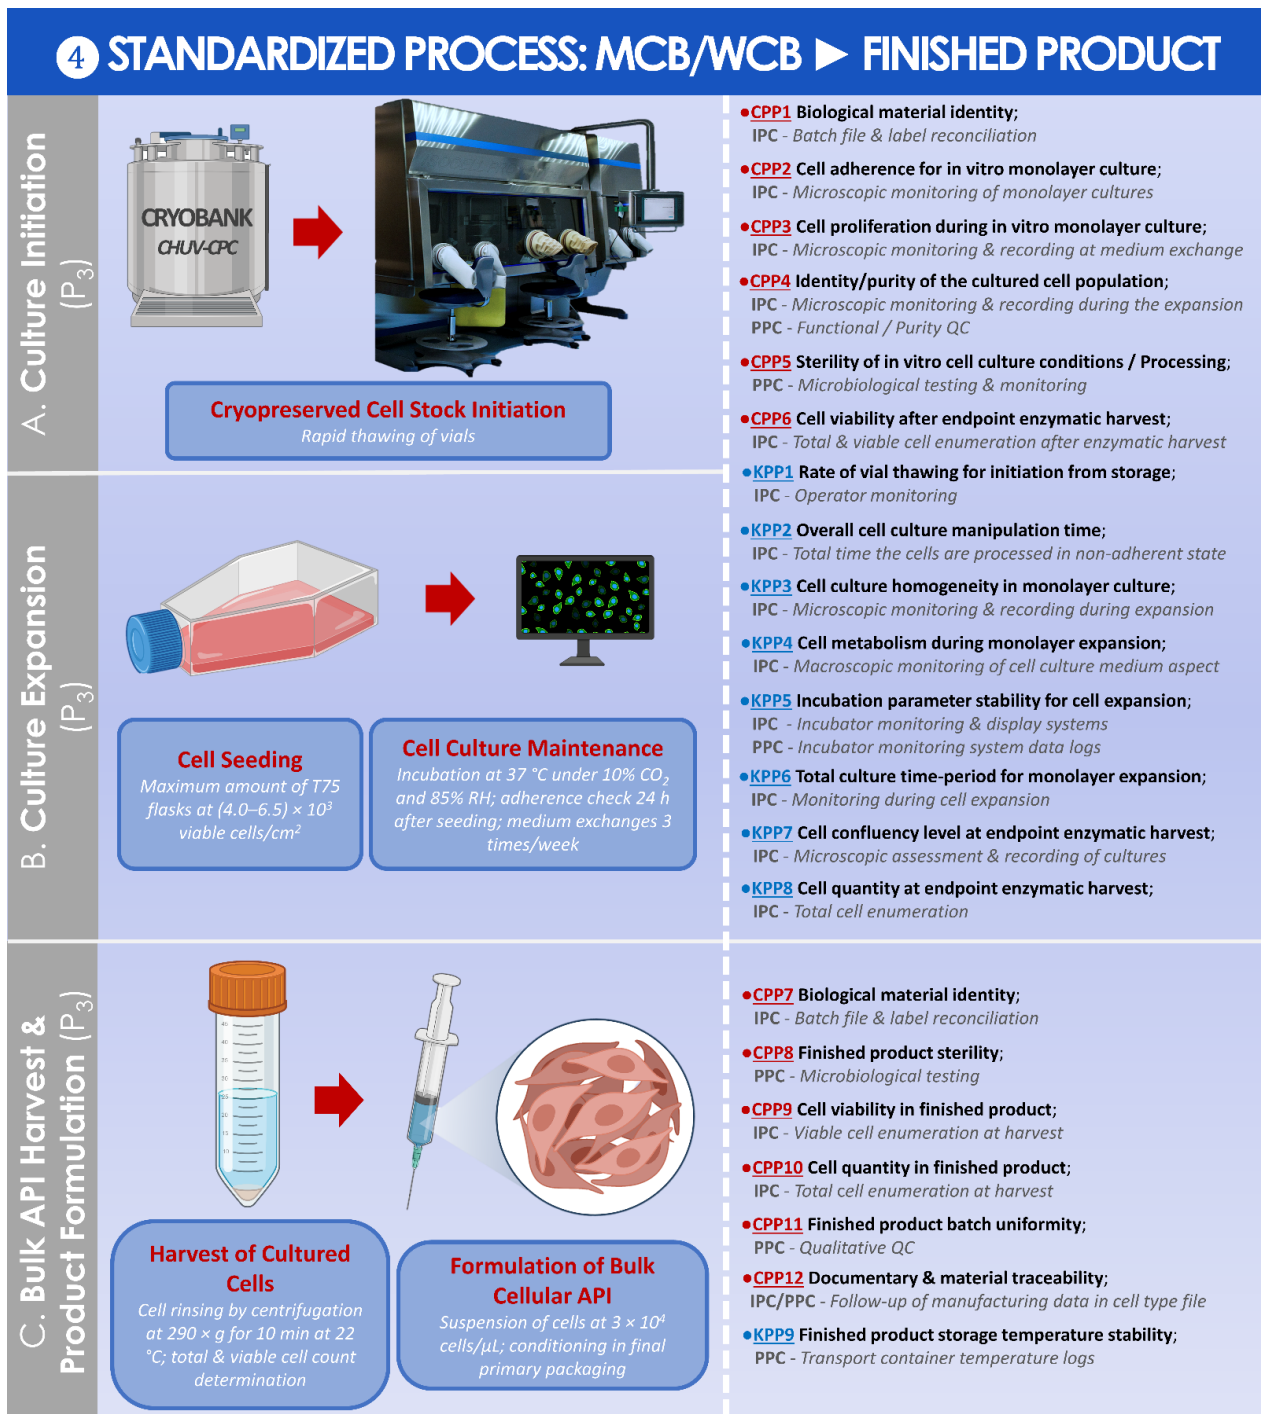 ❹ STANDARDIZED PROCESS: MCB/WCB ► FINISHED PRODUCT
A. Culture Initiation
(P₃)
CRYOBANK
CHUV-CPC
Cryopreserved Cell Stock Initiation
Rapid thawing of vials
•CPP1 Biological material identity;
IPC - Batch file & label reconciliation
•CPP2 Cell adherence for in vitro monolayer culture;
IPC - Microscopic monitoring of monolayer cultures
•CPP3 Cell proliferation during in vitro monolayer culture;
IPC - Microscopic monitoring & recording at medium exchange
•CPP4 Identity/purity of the cultured cell population;
IPC - Microscopic monitoring & recording during the expansion
PPC - Functional / Purity QC
•CPP5 Sterility of in vitro cell culture conditions / Processing;
PPC - Microbiological testing & monitoring
•CPP6 Cell viability after endpoint enzymatic harvest;
IPC - Total & viable cell enumeration after enzymatic harvest
•KPP1 Rate of vial thawing for initiation from storage;
IPC - Operator monitoring
•KPP2 Overall cell culture manipulation time;
IPC - Total time the cells are processed in non-adherent state
•KPP3 Cell culture homogeneity in monolayer culture;
IPC - Microscopic monitoring & recording during expansion
•KPP4 Cell metabolism during monolayer expansion;
IPC - Macroscopic monitoring of cell culture medium aspect
•KPP5 Incubation parameter stability for cell expansion;
IPC - Incubator monitoring & display systems
PPC - Incubator monitoring system data logs
•KPP6 Total culture time-period for monolayer expansion;
IPC - Monitoring during cell expansion
•KPP7 Cell confluency level at endpoint enzymatic harvest;
IPC - Microscopic assessment & recording of cultures
•KPP8 Cell quantity at endpoint enzymatic harvest;
IPC - Total cell enumeration
B. Culture Expansion
(P₃)
Cell Seeding
Maximum amount of T75
flasks at (4.0–6.5) × 10³
viable cells/cm²
Cell Culture Maintenance
Incubation at 37 °C under 10% CO₂
and 85% RH; adherence check 24 h
after seeding; medium exchanges 3
times/week
C. Bulk API Harvest &
Product Formulation (P₃)
Harvest of Cultured
Cells
Cell rinsing by centrifugation
at 290 × g for 10 min at 22
°C; total & viable cell count
determination
Formulation of Bulk
Cellular API
Suspension of cells at 3 × 10⁴
cells/μL; conditioning in final
primary packaging
•CPP7 Biological material identity;
IPC - Batch file & label reconciliation
•CPP8 Finished product sterility;
PPC - Microbiological testing
•CPP9 Cell viability in finished product;
IPC - Viable cell enumeration at harvest
•CPP10 Cell quantity in finished product;
IPC - Total cell enumeration at harvest
•CPP11 Finished product batch uniformity;
PPC - Qualitative QC
•CPP12 Documentary & material traceability;
IPC/PPC - Follow-up of manufacturing data in cell type file
•KPP9 Finished product storage temperature stability;
PPC - Transport container temperature logs